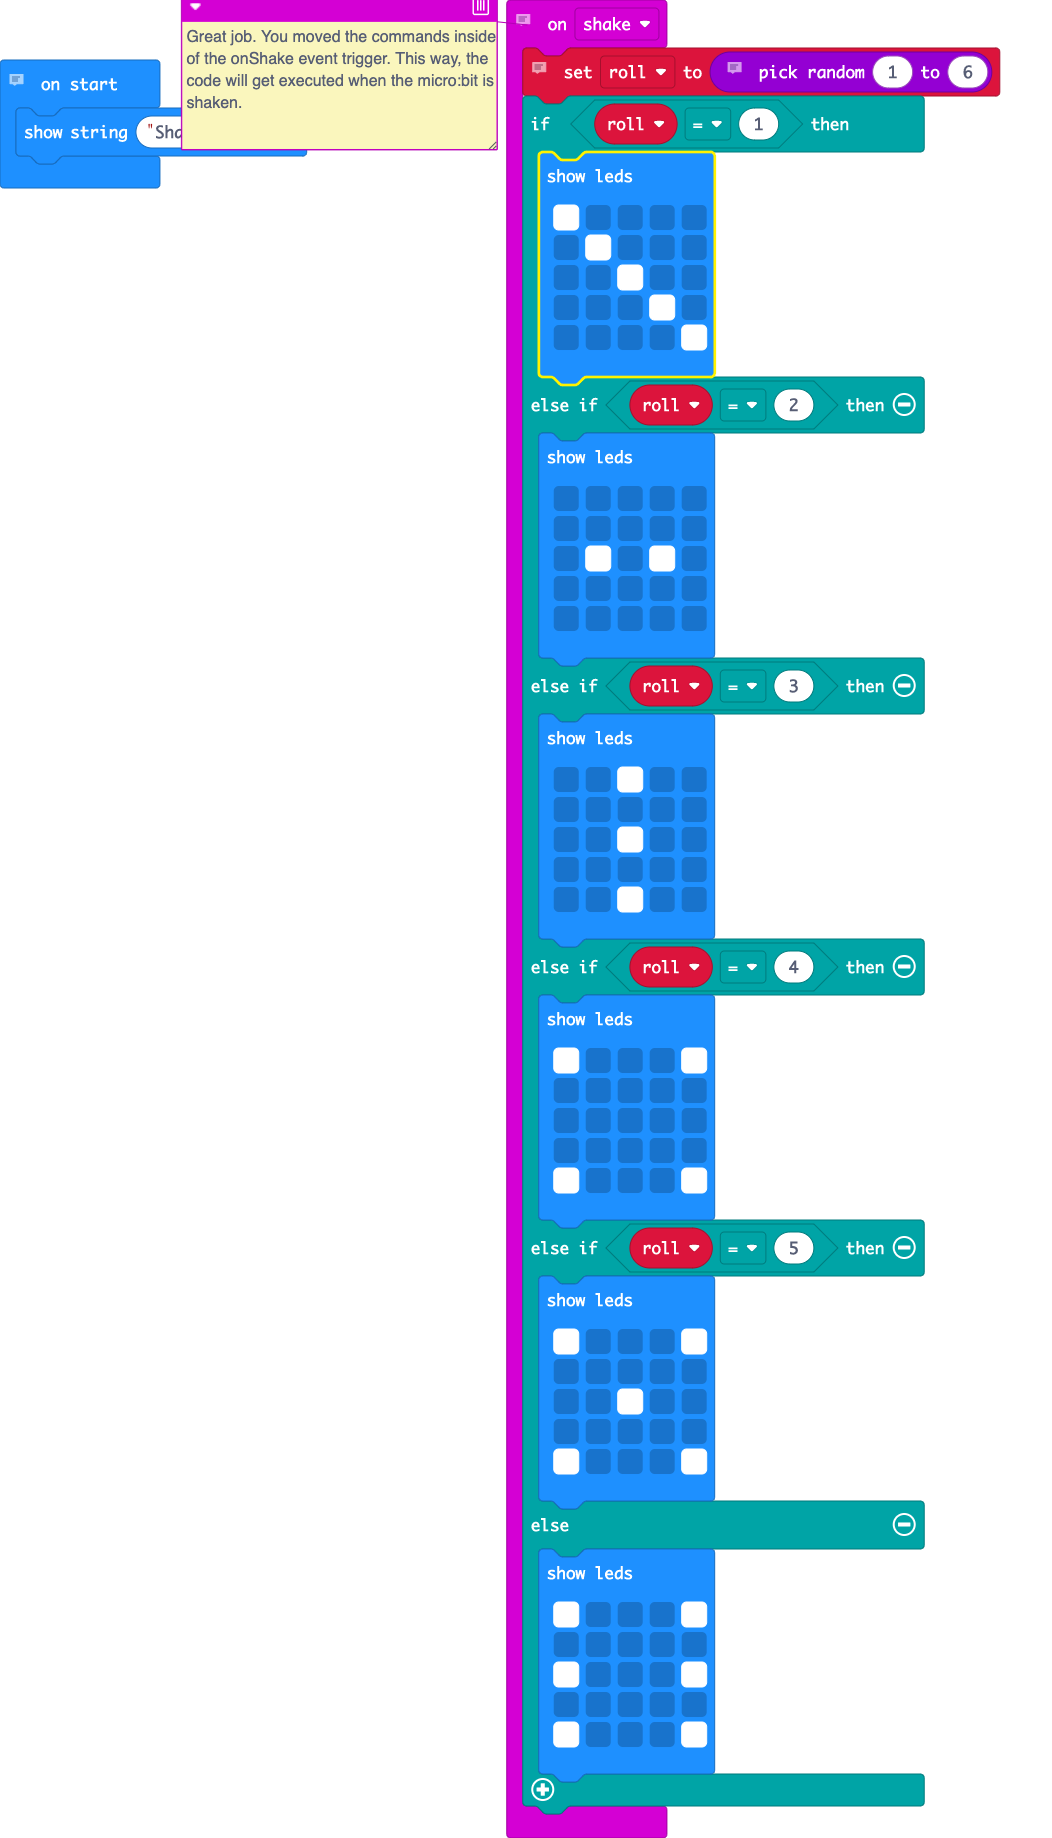 on start
show string "Sha
Great job. You moved the commands inside
of the onShake event trigger. This way, the
code will get executed when the micro:bit is
shaken.
on shake
set roll to pick random 1 to 6
if roll = 1 then
show leds
else if roll = 2 then
show leds
else if roll = 3 then
show leds
else if roll = 4 then
show leds
else if roll = 5 then
show leds
else
show leds